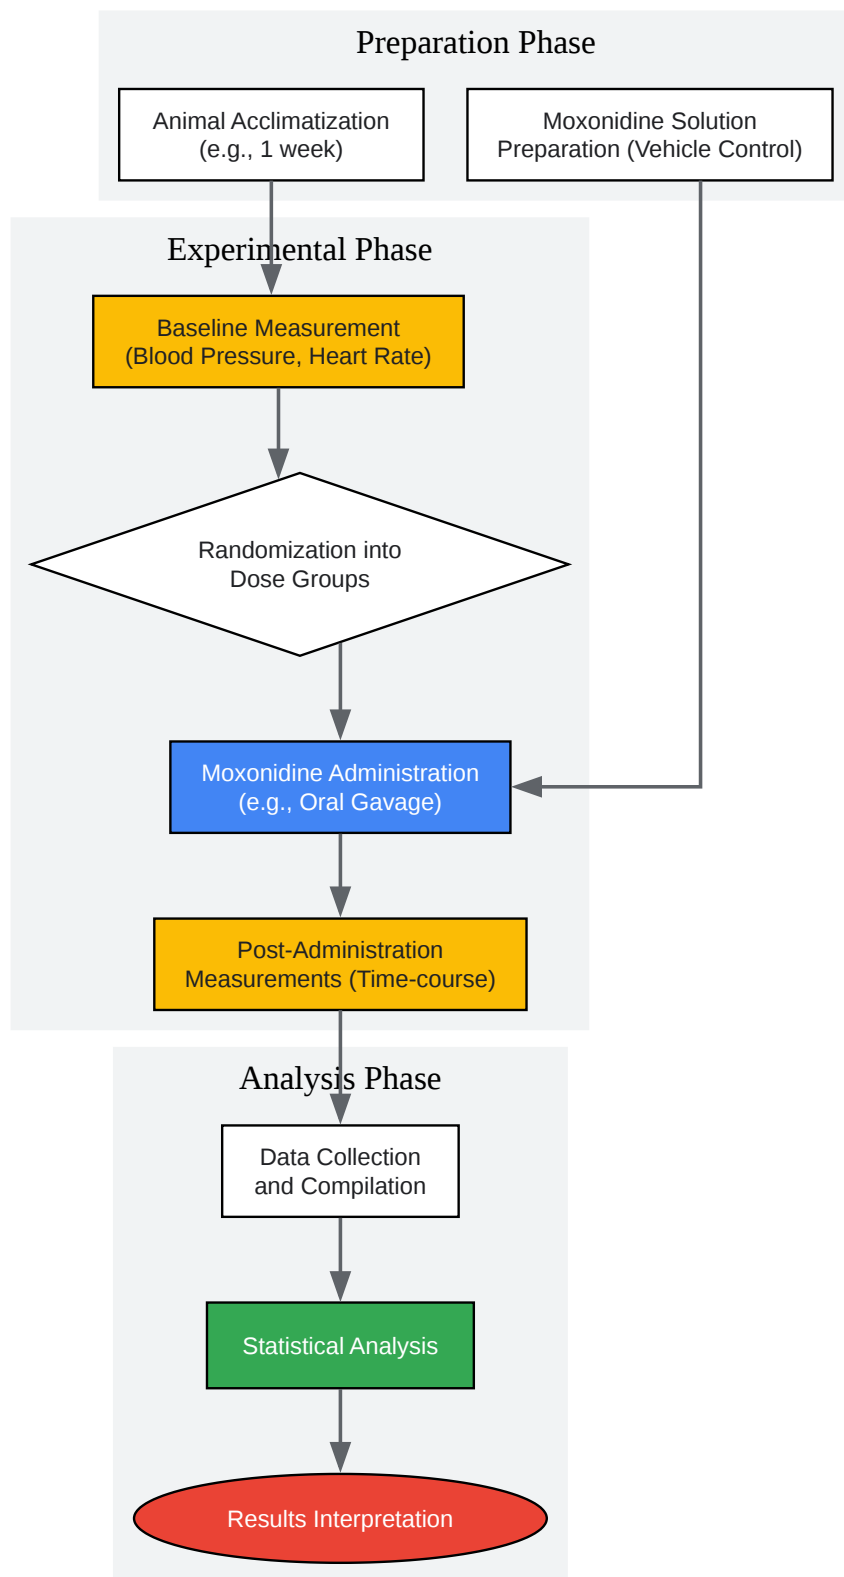 Preparation Phase
Animal Acclimatization
(e.g., 1 week)
Moxonidine Solution
Preparation (Vehicle Control)
Experimental Phase
Baseline Measurement
(Blood Pressure, Heart Rate)
Randomization into
Dose Groups
Moxonidine Administration
(e.g., Oral Gavage)
Post-Administration
Measurements (Time-course)
Analysis Phase
Data Collection
and Compilation
Statistical Analysis
Results Interpretation